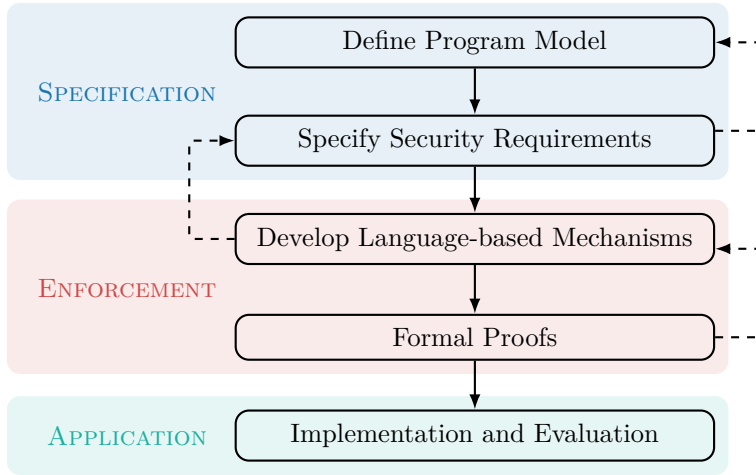 Define Program Model
SPECIFICATION
Specify Security Requirements
Develop Language-based Mechanisms
ENFORCEMENT
Formal Proofs
APPLICATION
Implementation and Evaluation